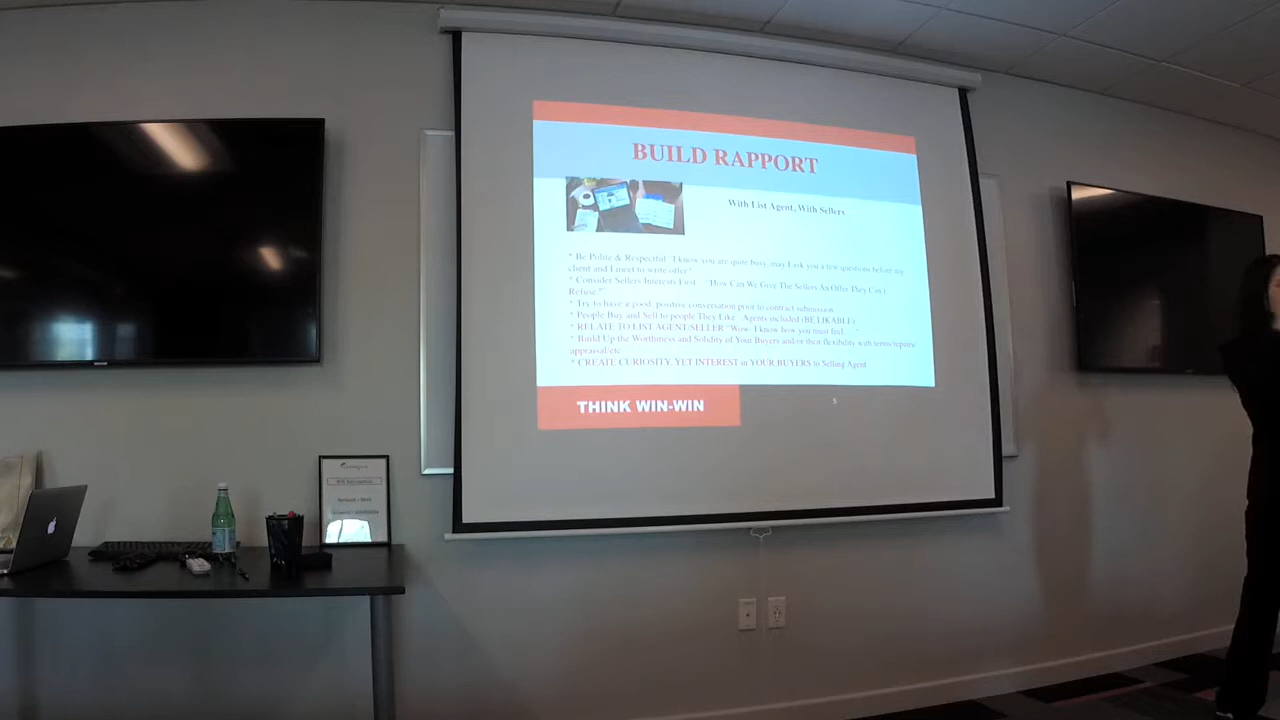 BUILD RAPPORT
With List Agent, With Sellers
* Be Polite & Respectful "I know you are quite busy, may I ask you a few questions before my
client and I meet to write offer"
* Consider Sellers Interests First "How Can We Give The Sellers An Offer They Can't
Refuse?"
* Try to have a good, positive conversation prior to contract submission
* People Buy and Sell to people They Like Agents included (BE LIKABLE)
* RELATE TO LIST AGENT/SELLER "Wow- I know how you must feel... "
* Build Up the Worthiness and Solidity of Your Buyers and/or their flexibility with terms/repairs/
appraisal/etc
* CREATE CURIOSITY, YET INTEREST in YOUR BUYERS to Selling Agent
THINK WIN-WIN
5